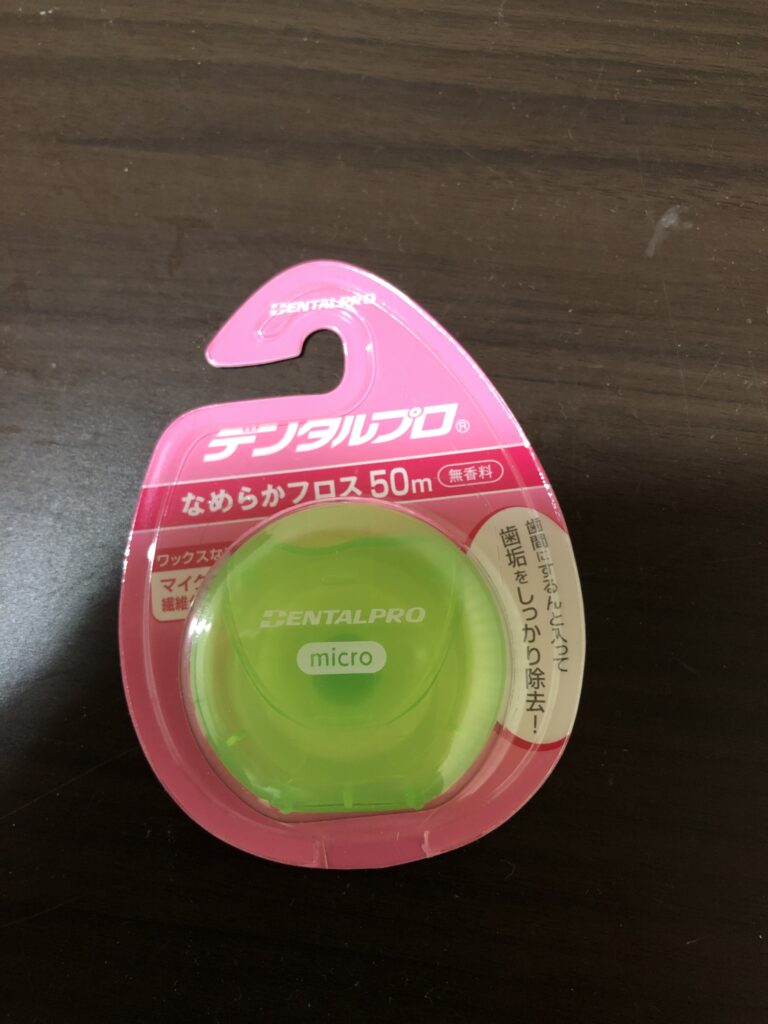 DENTALPRO
デンタルプロ®
なめらかフロス 50m 無香料
ワックスな
マイク
繊維
DENTALPRO
micro
歯間にするんと入って
歯垢をしっかり除去!